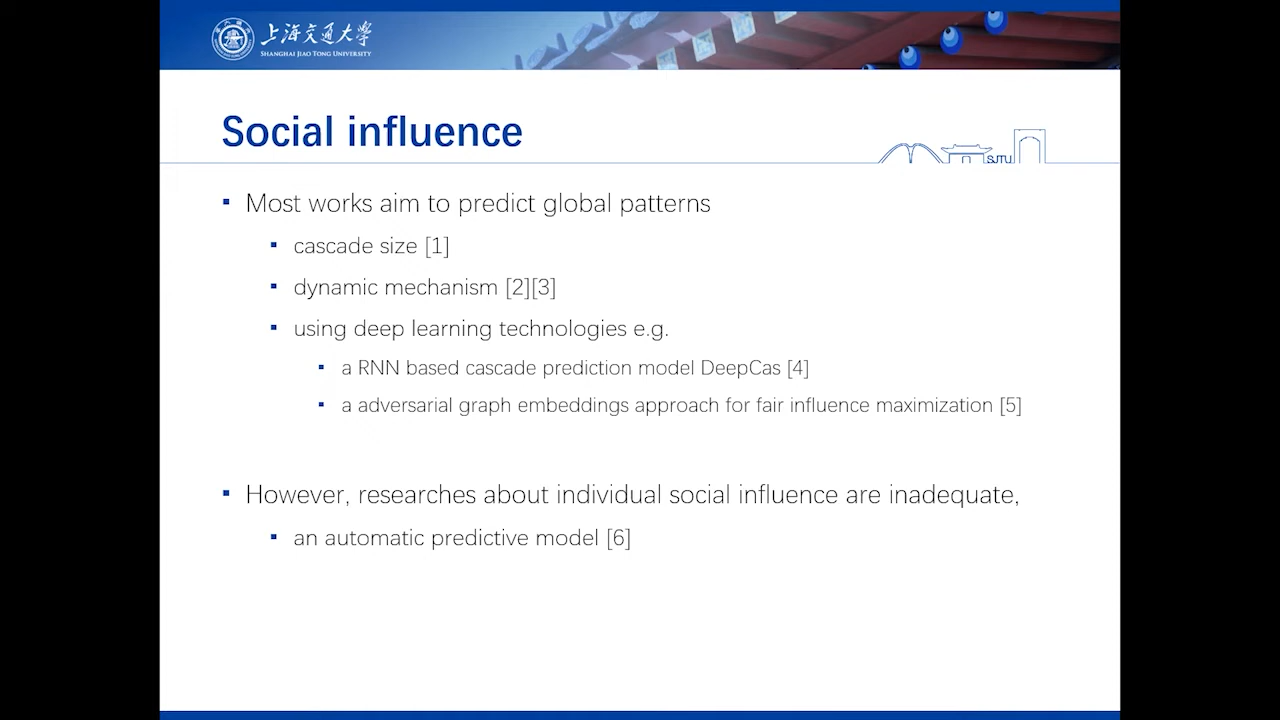 上海交通大学
SHANGHAI JIAO TONG UNIVERSITY
Social influence
SJTU
▪ Most works aim to predict global patterns
▪ cascade size [1]
▪ dynamic mechanism [2][3]
▪ using deep learning technologies e.g.
▪ a RNN based cascade prediction model DeepCas [4]
▪ a adversarial graph embeddings approach for fair influence maximization [5]
▪ However, researches about individual social influence are inadequate,
▪ an automatic predictive model [6]